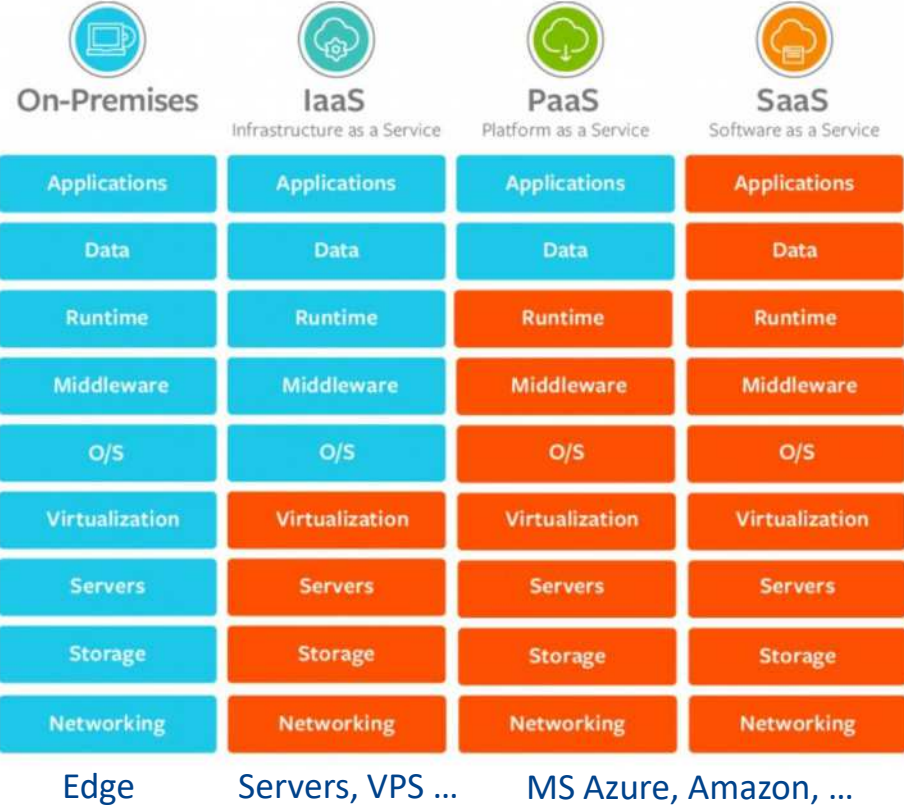 On-Premises IaaS PaaS SaaS
Infrastructure as a Service Platform as a Service Software as a Service
Applications Applications Applications Applications
Data Data Data Data
Runtime Runtime Runtime Runtime
Middleware Middleware Middleware Middleware
O/S O/S O/S O/S
Virtualization Virtualization Virtualization Virtualization
Servers Servers Servers Servers
Storage Storage Storage Storage
Networking Networking Networking Networking
Edge Servers, VPS ... MS Azure, Amazon, ...